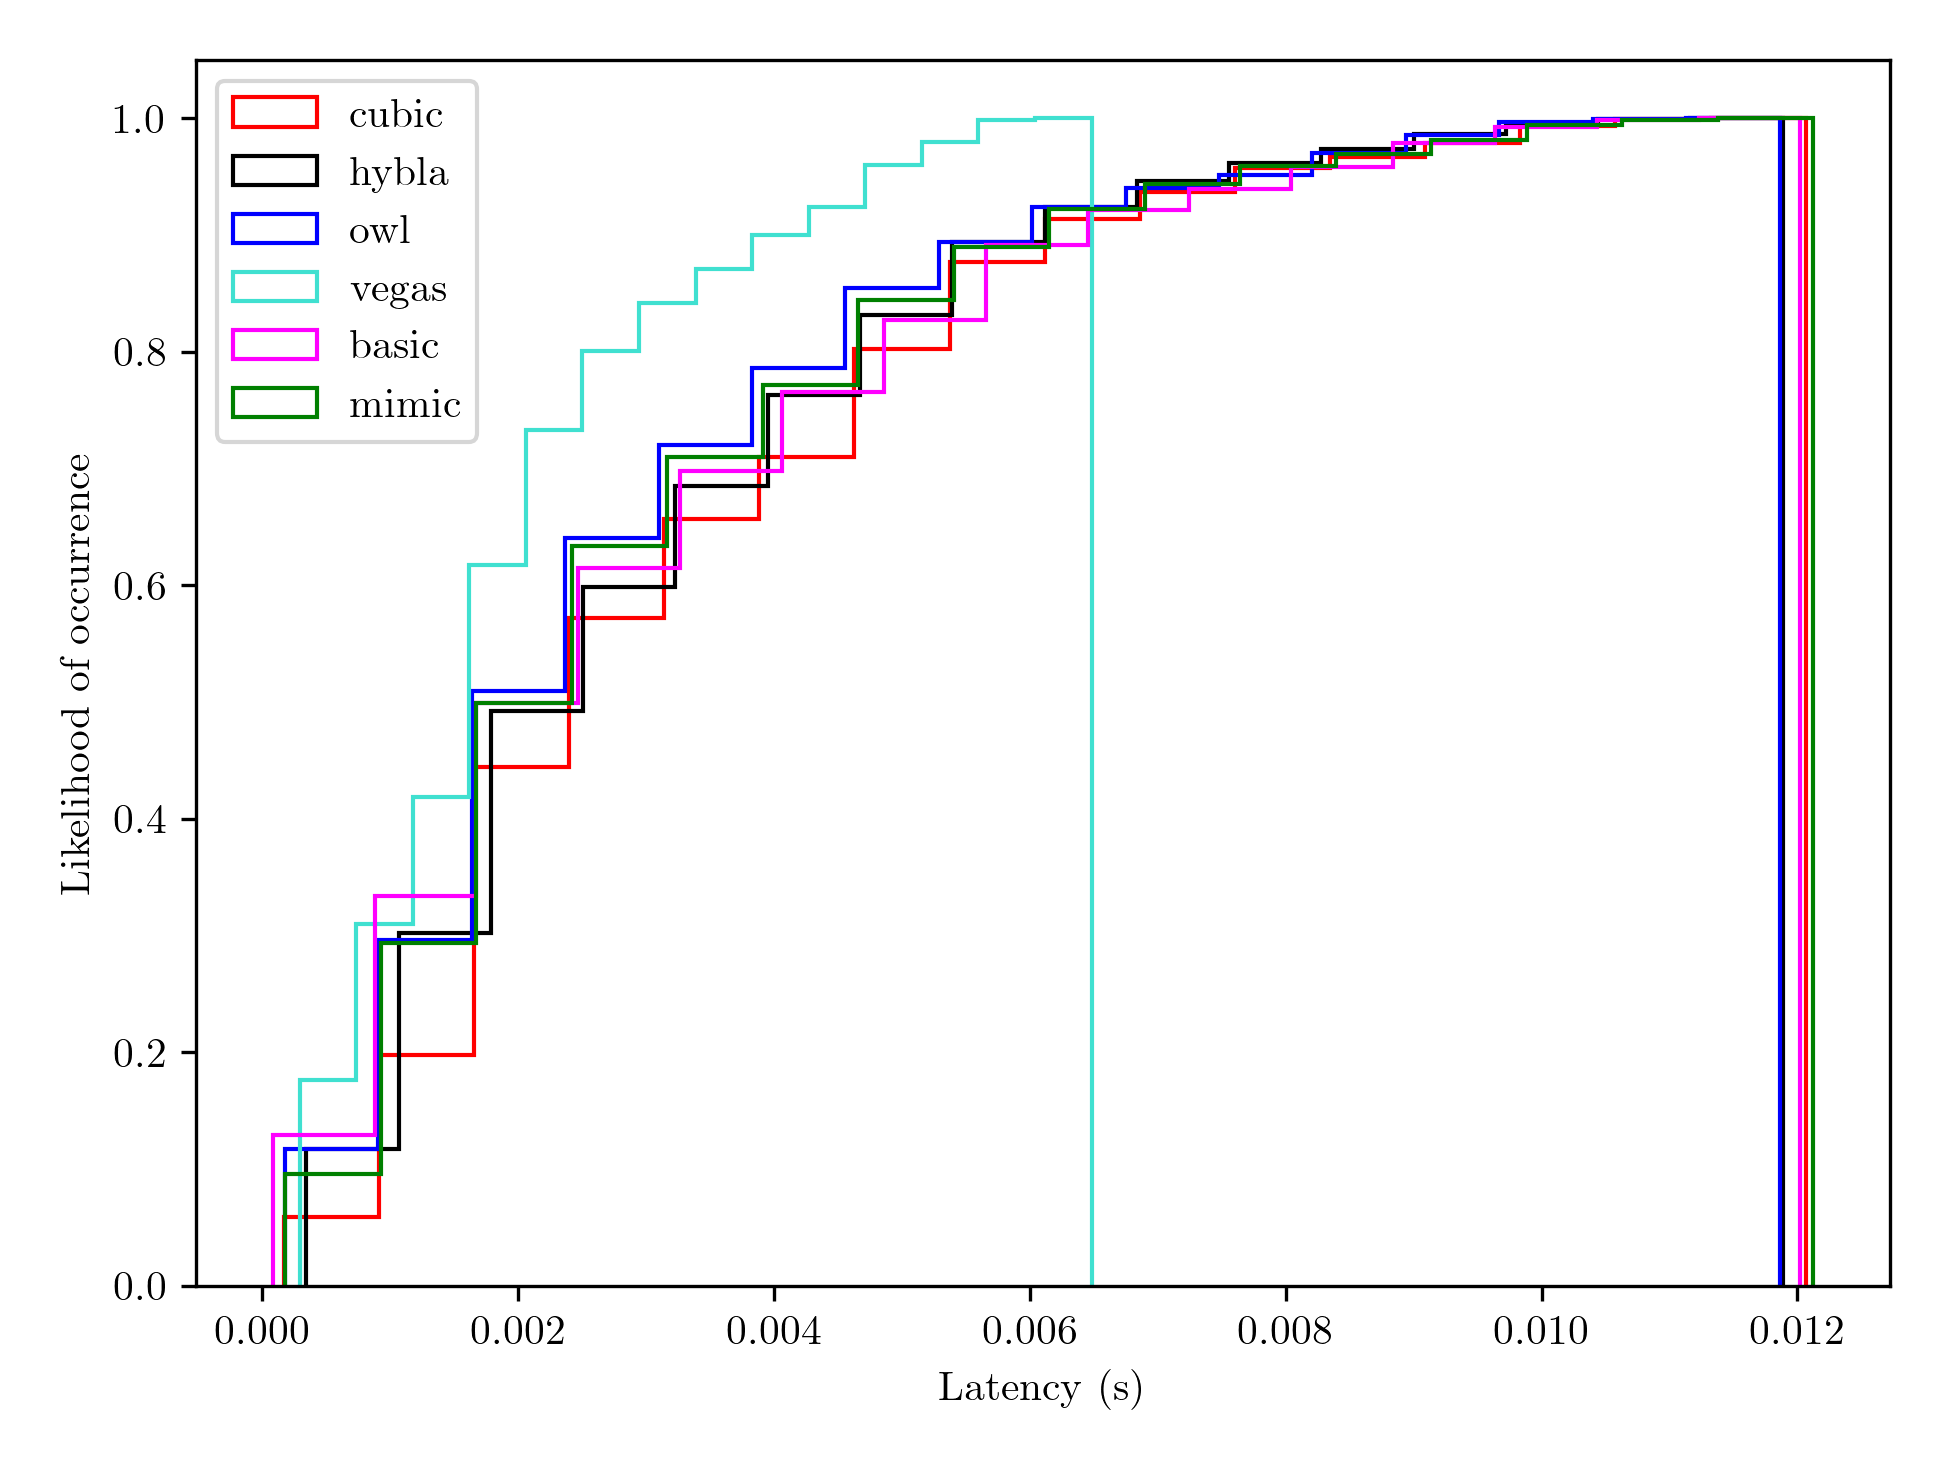 cubic
hybla
owl
vegas
basic
mimic
1.0
0.8
0.6
0.4
0.2
0.0
Likelihood of occurrence
0.000 0.002 0.004 0.006 0.008 0.010 0.012
Latency (s)